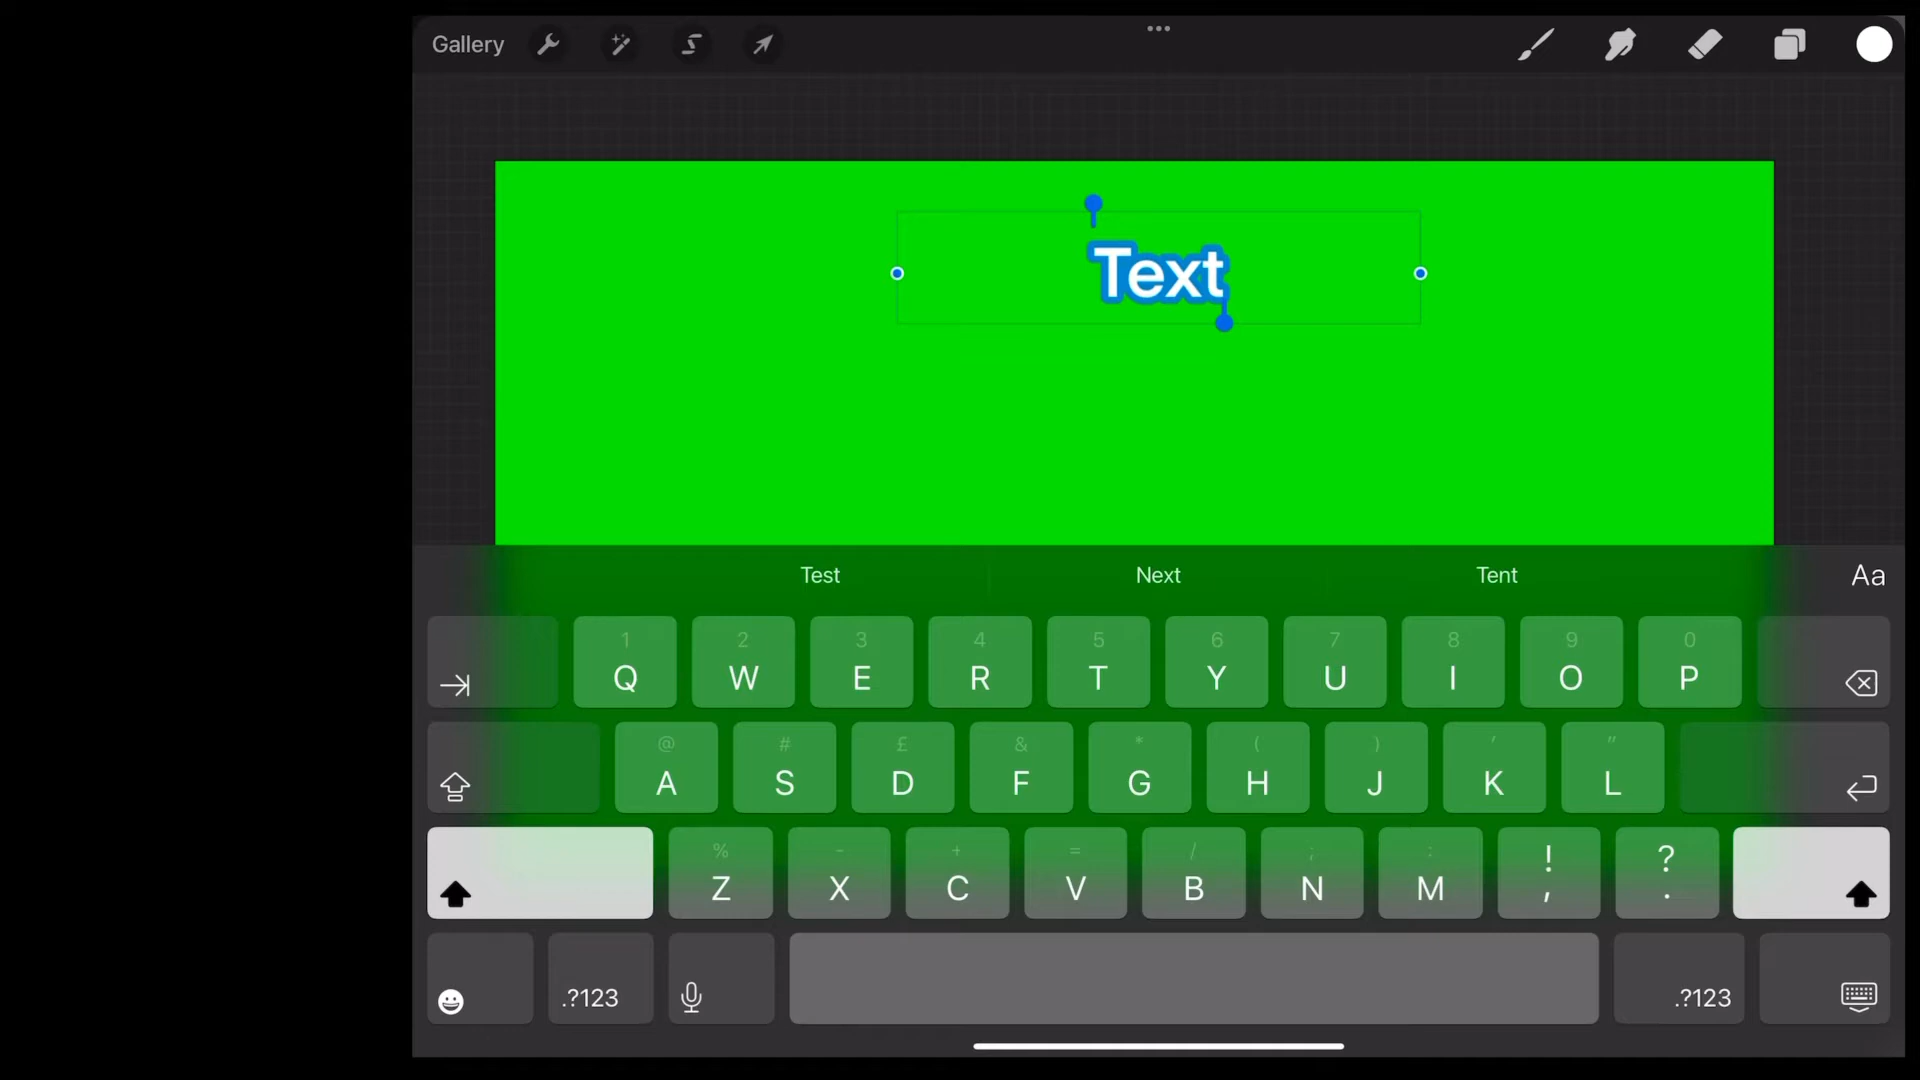 Gallery
Text
Test Next Tent Aa
1 2 3 4 5 6 7 8 9 0
Q W E R T Y U I O P
@ # £ & * ( ) ' "
A S D F G H J K L
% - + = / ; : ! ?
Z X C V B N M , .
.?123 .?123